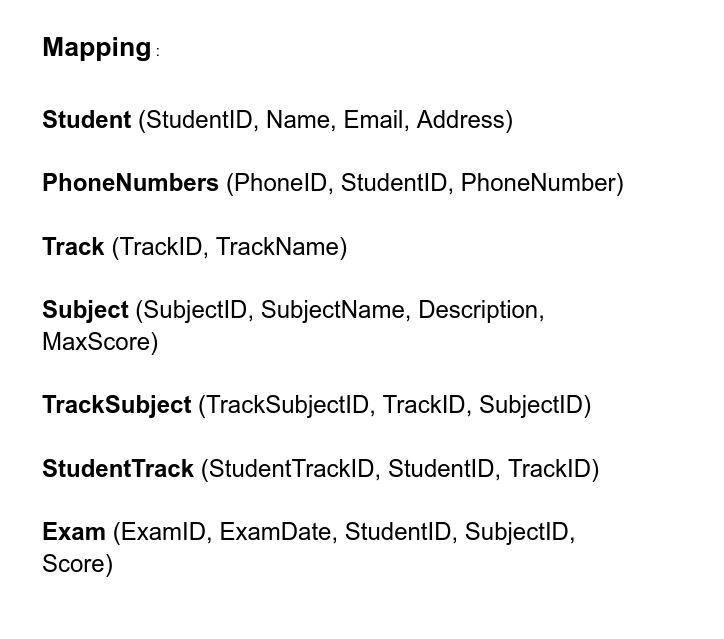 Mapping :
Student (StudentID, Name, Email, Address)
PhoneNumbers (PhoneID, StudentID, PhoneNumber)
Track (TrackID, TrackName)
Subject (SubjectID, SubjectName, Description,
MaxScore)
TrackSubject (TrackSubjectID, TrackID, SubjectID)
StudentTrack (StudentTrackID, StudentID, TrackID)
Exam (ExamID, ExamDate, StudentID, SubjectID,
Score)